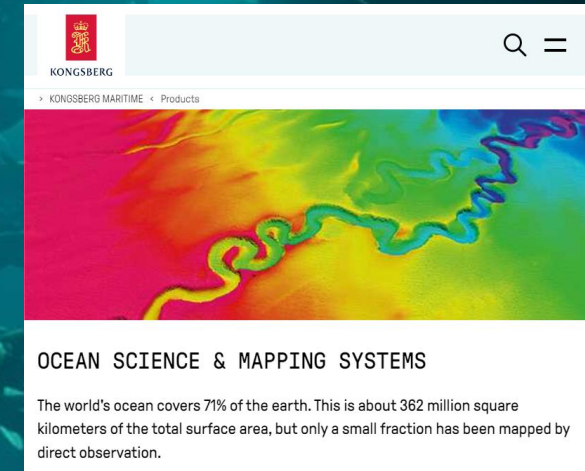 KONGSBERG
> KONGSBERG MARITIME < Products
OCEAN SCIENCE & MAPPING SYSTEMS
The world's ocean covers 71% of the earth. This is about 362 million square
kilometers of the total surface area, but only a small fraction has been mapped by
direct observation.